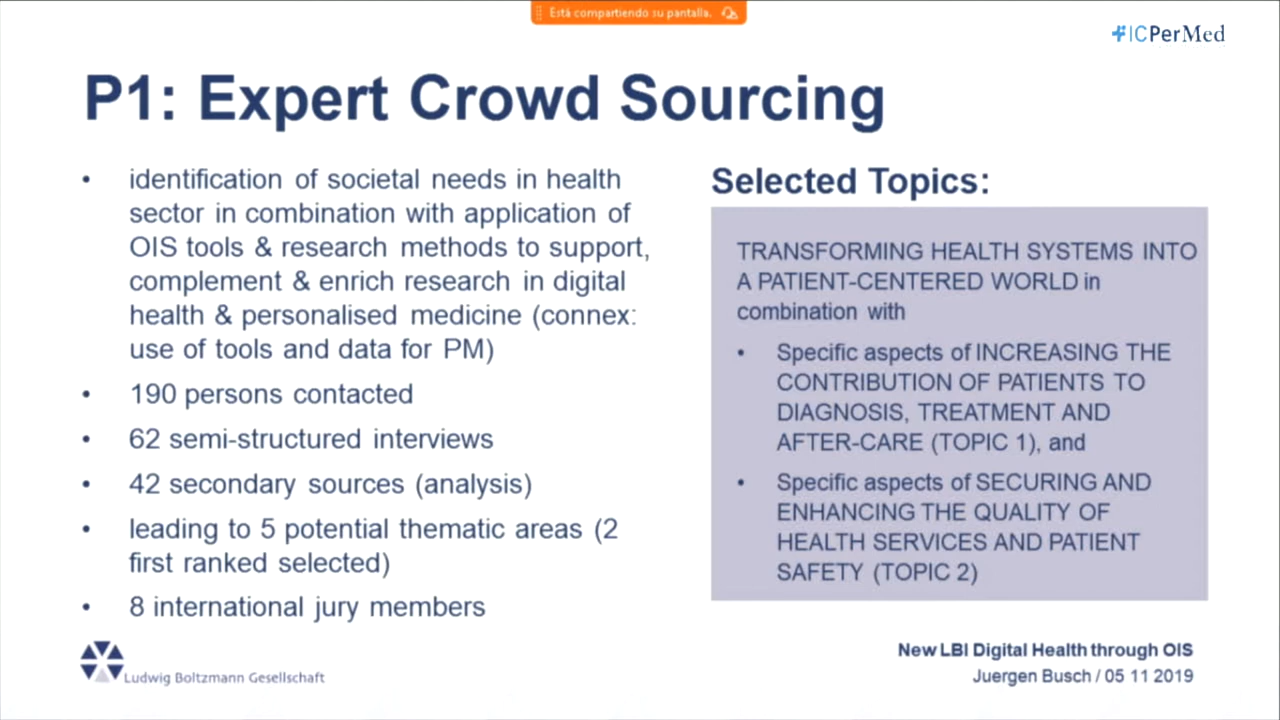 Está compartiendo su pantalla.
ICPerMed
P1: Expert Crowd Sourcing
• identification of societal needs in health
sector in combination with application of
OIS tools & research methods to support,
complement & enrich research in digital
health & personalised medicine (connex:
use of tools and data for PM)
• 190 persons contacted
• 62 semi-structured interviews
• 42 secondary sources (analysis)
• leading to 5 potential thematic areas (2
first ranked selected)
• 8 international jury members
Selected Topics:
TRANSFORMING HEALTH SYSTEMS INTO
A PATIENT-CENTERED WORLD in
combination with
• Specific aspects of INCREASING THE
CONTRIBUTION OF PATIENTS TO
DIAGNOSIS, TREATMENT AND
AFTER-CARE (TOPIC 1), and
• Specific aspects of SECURING AND
ENHANCING THE QUALITY OF
HEALTH SERVICES AND PATIENT
SAFETY (TOPIC 2)
Ludwig Boltzmann Gesellschaft
New LBI Digital Health through OIS
Juergen Busch / 05 11 2019